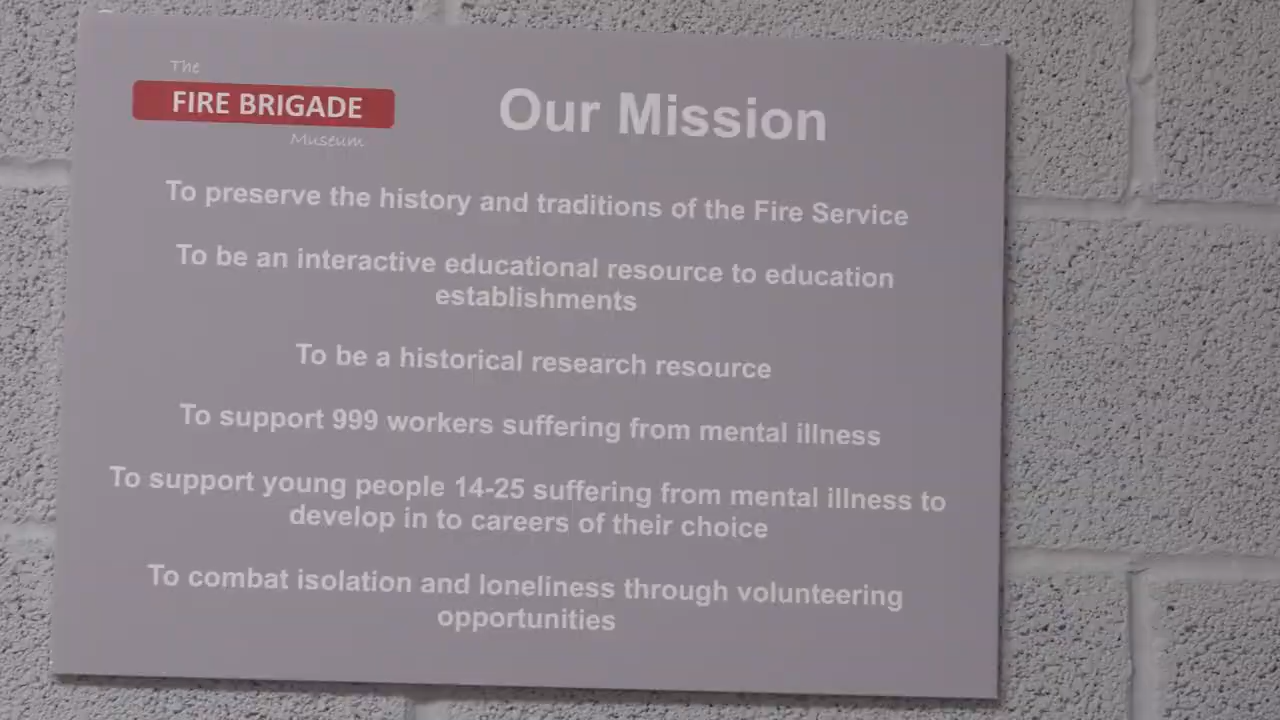 The
FIRE BRIGADE
Museum
Our Mission
To preserve the history and traditions of the Fire Service
To be an interactive educational resource to education
establishments
To be a historical research resource
To support 999 workers suffering from mental illness
To support young people 14-25 suffering from mental illness to
develop in to careers of their choice
To combat isolation and loneliness through volunteering
opportunities